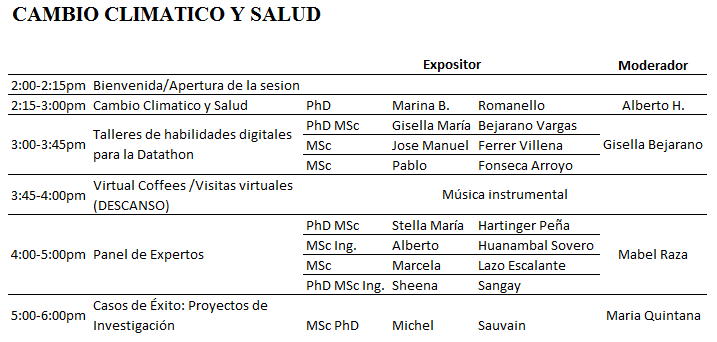 CAMBIO CLIMATICO Y SALUD
Expositor Moderador
2:00-2:15pm Bienvenida/Apertura de la sesion
2:15-3:00pm Cambio Climatico y Salud PhD Marina B. Romanello Alberto H.
3:00-3:45pm Talleres de habilidades digitales para la Datathon Gisella Bejarano
PhD MSc Gisella María Bejarano Vargas
MSc Jose Manuel Ferrer Villena
MSc Pablo Fonseca Arroyo
3:45-4:00pm Virtual Coffees /Visitas virtuales
(DESCANSO)
Música instrumental
4:00-5:00pm Panel de Expertos Mabel Raza
PhD MSc Stella María Hartinger Peña
MSc Ing. Alberto Huanambal Sovero
MSc Marcela Lazo Escalante
PhD MSc Ing. Sheena Sangay
5:00-6:00pm Casos de Éxito: Proyectos de
Investigación
MSc PhD Michel Sauvain
Maria Quintana